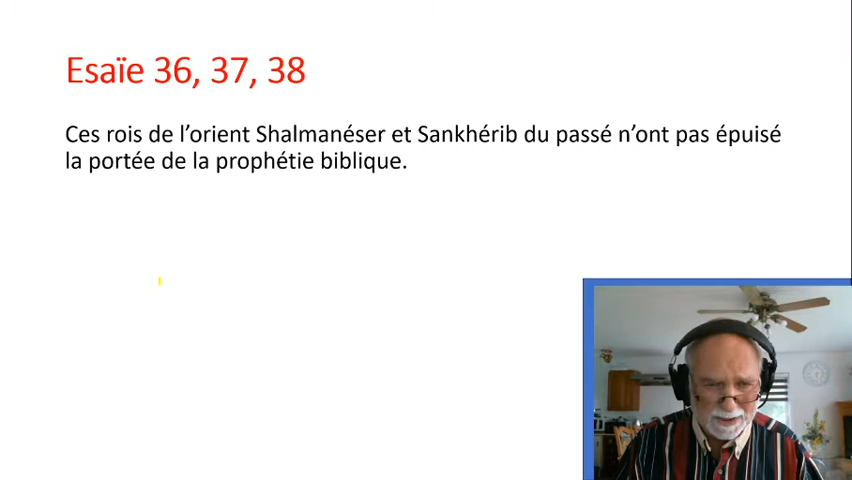 Esaïe 36, 37, 38
Ces rois de l’orient Shalmanéser et Sankhérib du passé n’ont pas épuisé
la portée de la prophétie biblique.